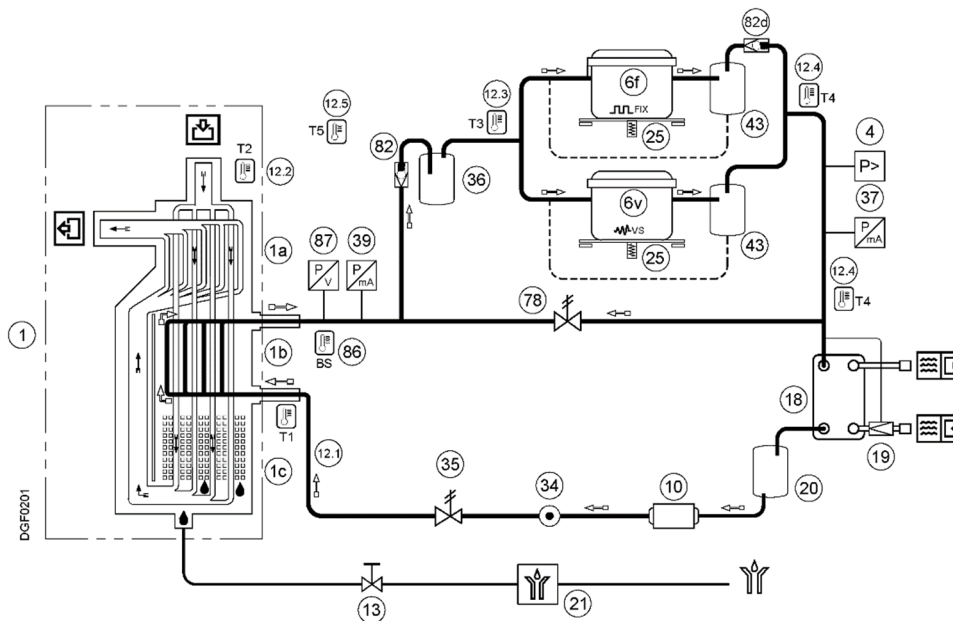 82d
6f
FIX
12.4
T4
12.5
T5
12.3
T3
25
43
4
P>
T2
12.2
82
36
6v
VS
37
P
mA
25
43
1a
87
39
P
V
P
mA
78
12.4
T4
1
BS
86
1b
18
T1
12.1
19
1c
35
34
10
20
DGF0201
13
21